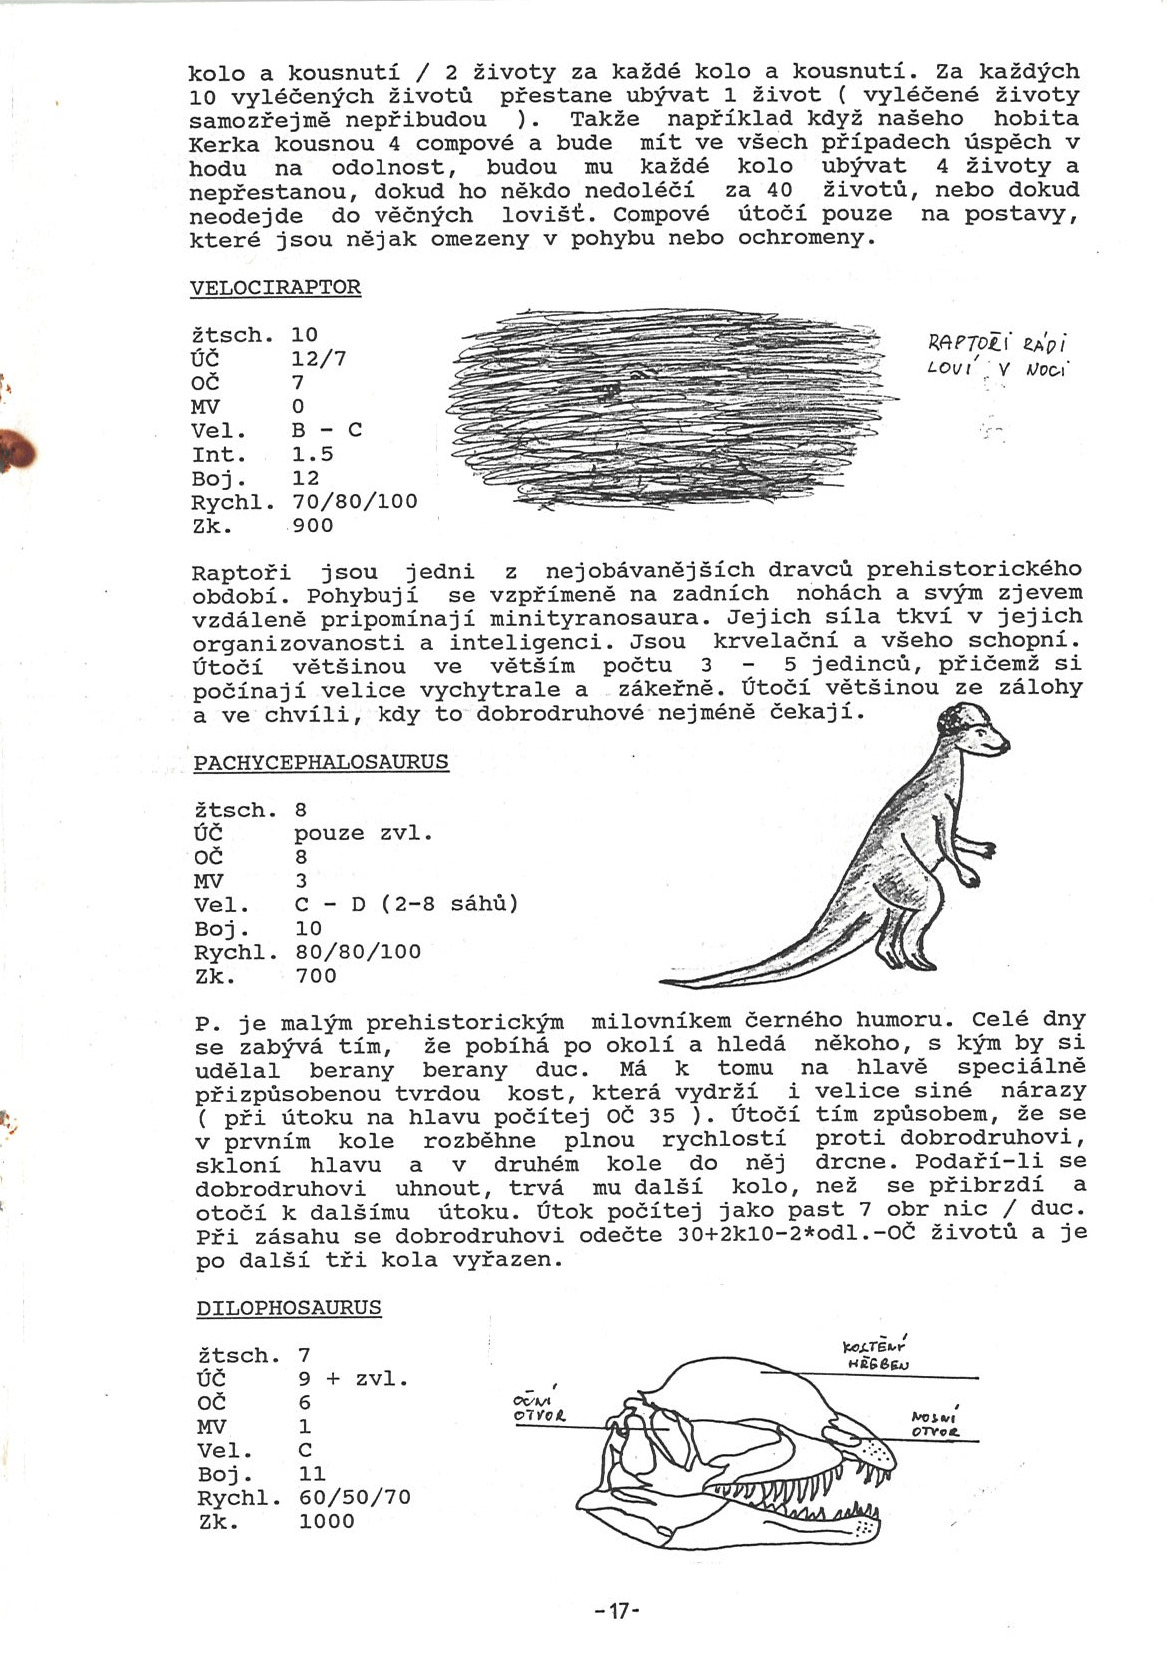 kolo a kousnutí / 2 životy za každé kolo a kousnutí. Za každých
10 vyléčených životů přestane ubývat 1 život ( vyléčené životy
samozřejmě nepřibudou ). Takže například když našeho hobita
Kerka kousnou 4 compové a bude mít ve všech případech úspěch v
hodu na odolnost, budou mu každé kolo ubývat 4 životy a
nepřestanou, dokud ho někdo nedoléčí za 40 životů, nebo dokud
neodejde do věčných lovišť. Compové útočí pouze na postavy,
které jsou nějak omezeny v pohybu nebo ochromeny.
VELOCIRAPTOR
žtsch. 10
ÚČ 12/7
OČ 7
MV 0
Vel. B - C
Int. 1.5
Boj. 12
Rychl. 70/80/100
Zk. 900
RAPTOŘI RÁDI
LOVÍ V NOCI
Raptoři jsou jedni z nejobávanějších dravců prehistorického
období. Pohybují se vzpřímeně na zadních nohách a svým zjevem
vzdáleně pripomínají minityranosaura. Jejich síla tkví v jejich
organizovanosti a inteligenci. Jsou krvelační a všeho schopní.
Útočí většinou ve větším počtu 3 - 5 jedinců, přičemž si
počínají velice vychytrale a zákeřně. Útočí většinou ze zálohy
a ve chvíli, kdy to dobrodruhové nejméně čekají.
PACHYCEPHALOSAURUS
žtsch. 8
ÚČ pouze zvl.
OČ 8
MV 3
Vel. C - D (2-8 sáhů)
Boj. 10
Rychl. 80/80/100
Zk. 700
P. je malým prehistorickým milovníkem černého humoru. Celé dny
se zabývá tím, že pobíhá po okolí a hledá někoho, s kým by si
udělal berany berany duc. Má k tomu na hlavě speciálně
přizpůsobenou tvrdou kost, která vydrží i velice siné nárazy
( při útoku na hlavu počítej OČ 35 ). Útočí tím způsobem, že se
v prvním kole rozběhne plnou rychlostí proti dobrodruhovi,
skloní hlavu a v druhém kole do něj drcne. Podaří-li se
dobrodruhovi uhnout, trvá mu další kolo, než se přibrzdí a
otočí k dalšímu útoku. Útok počítej jako past 7 obr nic / duc.
Při zásahu se dobrodruhovi odečte 30+2k10-2*odl.-OČ životů a je
po další tři kola vyřazen.
DILOPHOSAURUS
žtsch. 7
ÚČ 9 + zvl.
OČ 6
MV 1
Vel. C
Boj. 11
Rychl. 60/50/70
Zk. 1000
KOSTĚNÝ
HŘEBEN
OČNÍ
OTVOR
NOSNÍ
OTVOR
-17-